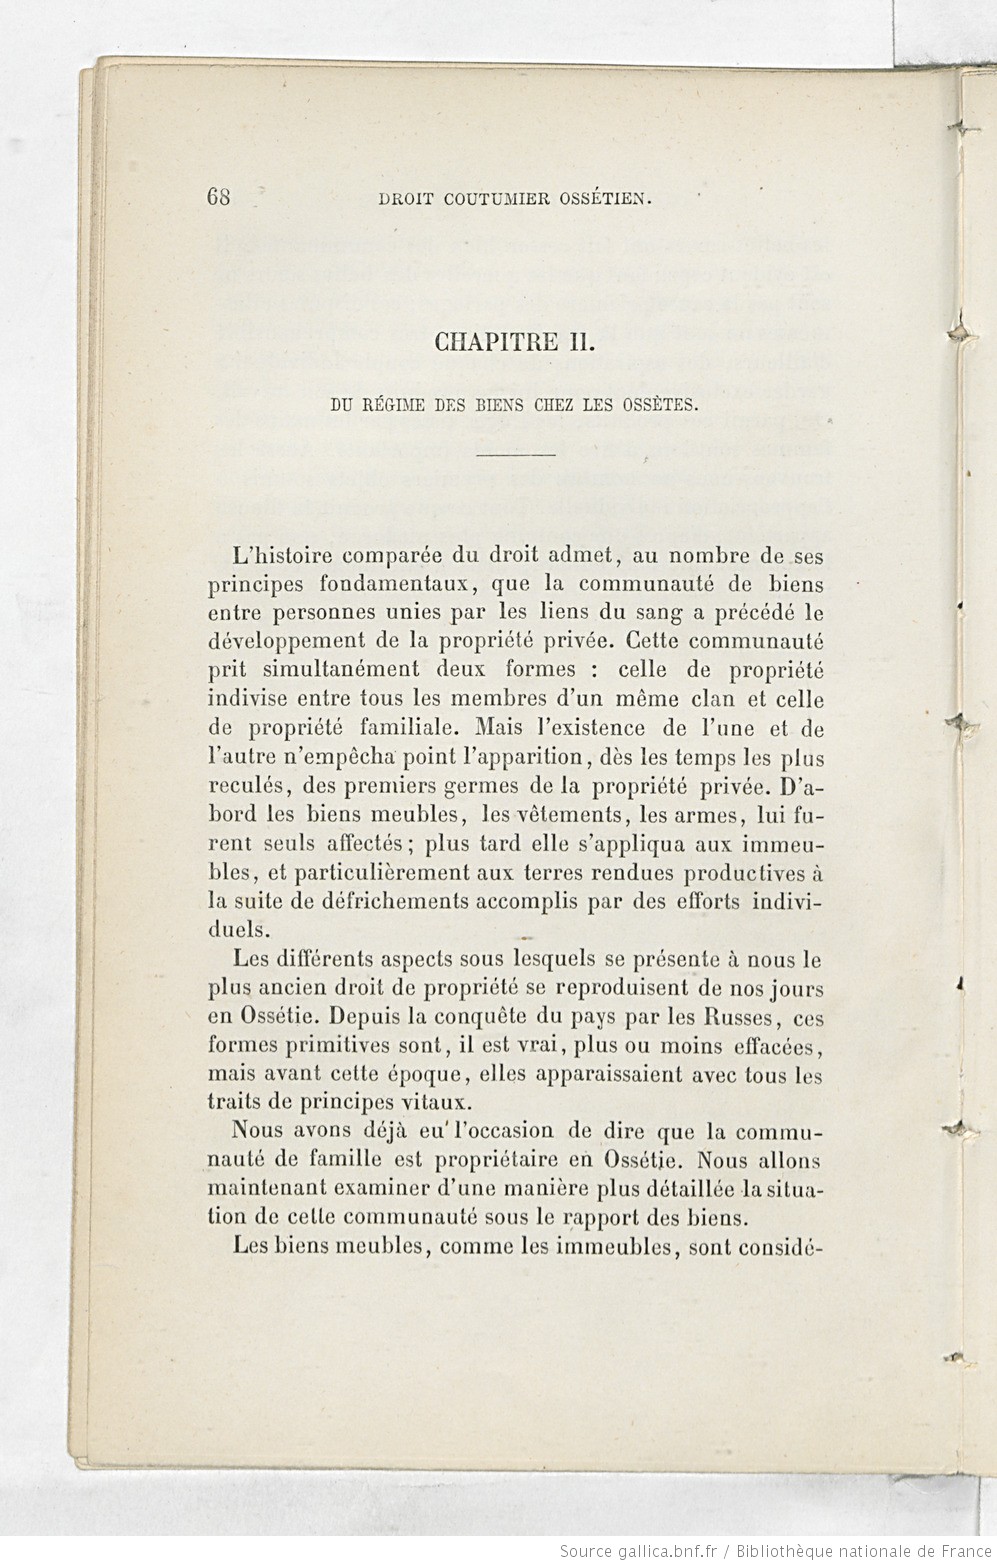 68
DROIT COUTUMIER OSSÉTIEN.
CHAPITRE II.
DU RÉGIME DES BIENS CHEZ LES OSSÈTES.
L'histoire comparée du droit admet, au nombre de ses
principes fondamentaux, que la communauté de biens
entre personnes unies par les liens du sang a précédé le
développement de la propriété privée. Cette communauté
prit simultanément deux formes : celle de propriété
indivise entre tous les membres d'un même clan et celle
de propriété familiale. Mais l'existence de l'une et de
l'autre n'empêcha point l'apparition, dès les temps les plus
reculés, des premiers germes de la propriété privée. D'a-
bord les biens meubles, les vêtements, les armes, lui fu-
rent seuls affectés ; plus tard elle s'appliqua aux immeu-
bles, et particulièrement aux terres rendues productives à
la suite de défrichements accomplis par des efforts indivi-
duels.
Les différents aspects sous lesquels se présente à nous le
plus ancien droit de propriété se reproduisent de nos jours
en Ossétie. Depuis la conquête du pays par les Russes, ces
formes primitives sont, il est vrai, plus ou moins effacées,
mais avant cette époque, elles apparaissaient avec tous les
traits de principes vitaux.
Nous avons déjà eu l'occasion de dire que la commu-
nauté de famille est propriétaire en Ossétie. Nous allons
maintenant examiner d'une manière plus détaillée la situa-
tion de cette communauté sous le rapport des biens.
Les biens meubles, comme les immeubles, sont considé-
Source gallica.bnf.fr / Bibliothèque nationale de France